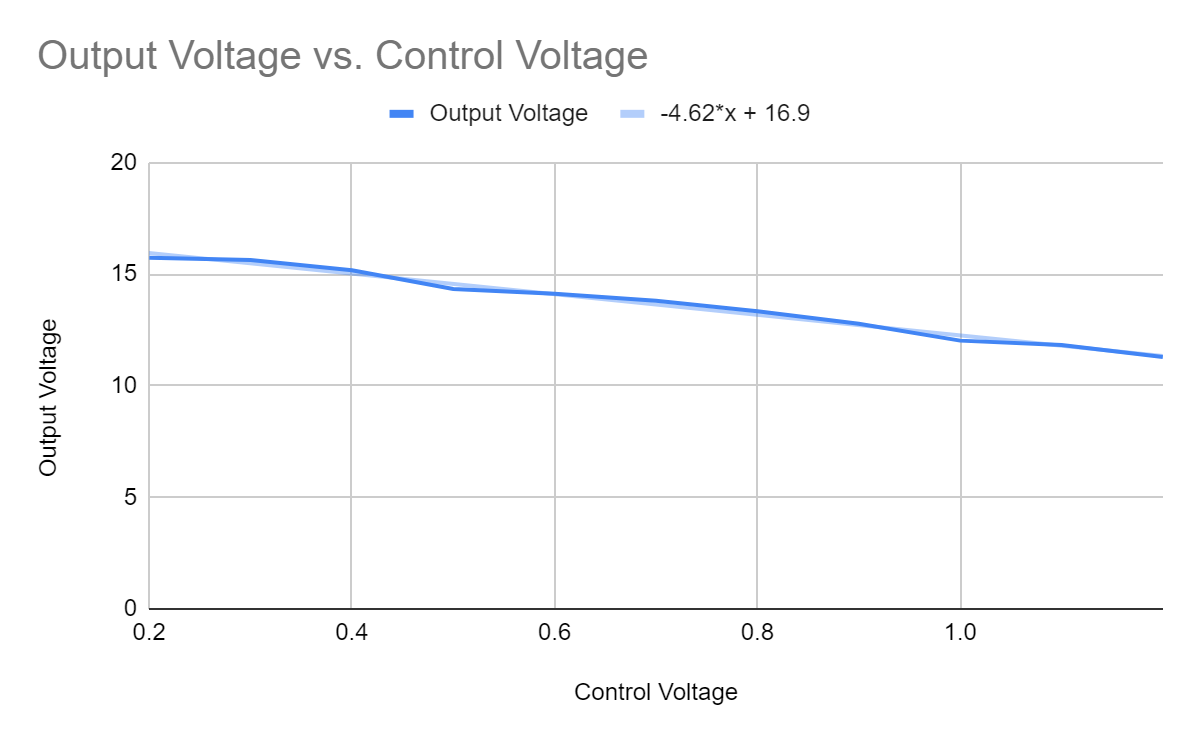 Output Voltage vs. Control Voltage
Output Voltage
-4.62*x + 16.9
20
15
10
5
0
Output Voltage
0.2
0.4
0.6
0.8
1.0
Control Voltage